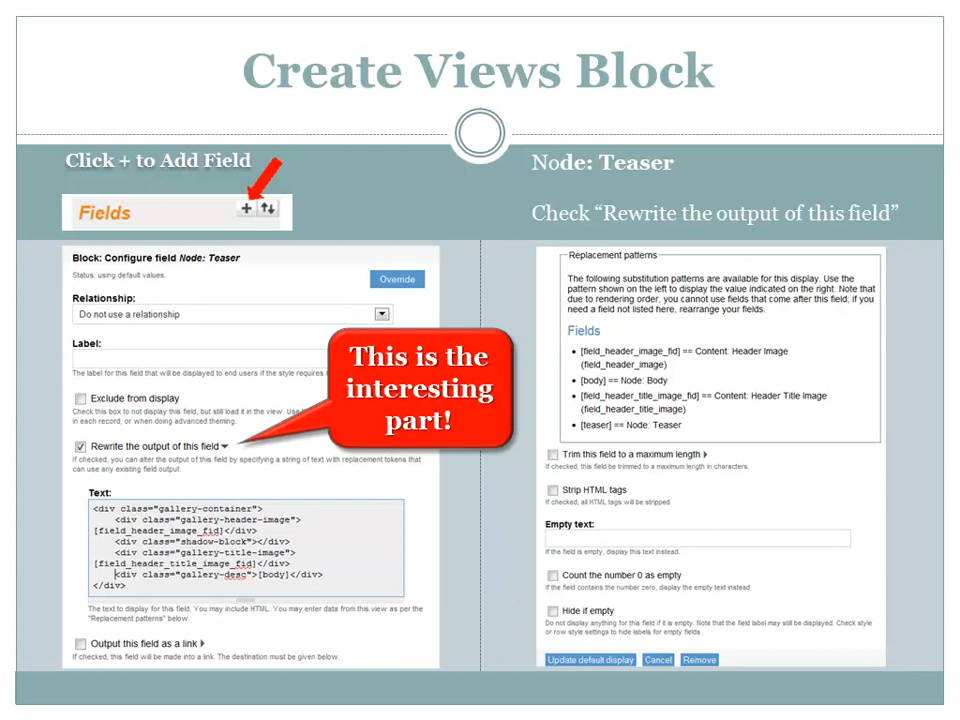 Create Views Block
Click + to Add Field
Fields
Node: Teaser
Check “Rewrite the output of this field”
Block: Configure field Node: Teaser
Status: using default values.
Override
Relationship:
Do not use a relationship
Label:
The label for this field that will be displayed to end users if the style requires i
Exclude from display
Check this box to not display this field, but still load it in the view. Use
in each record, or when doing advanced theming.
Rewrite the output of this field
If checked, you can alter the output of this field by specifying a string of text with replacement tokens that
can use any existing field output.
This is the
interesting
part!
Text:
<div class="gallery-container">
<div class="gallery-header-image">
[field_header_image_fid]</div>
<div class="shadow-block"></div>
<div class="gallery-title-image">
[field_header_title_image_fid]</div>
<div class="gallery-desc">[body]</div>
</div>
The text to display for this field. You may include HTML. You may enter data from this view as per the
"Replacement patterns" below.
Output this field as a link
If checked, this field will be made into a link. The destination must be given below.
Replacement patterns
The following substitution patterns are available for this display. Use the
pattern shown on the left to display the value indicated on the right. Note that
due to rendering order, you cannot use fields that come after this field; if you
need a field not listed here, rearrange your fields.
Fields
• [field_header_image_fid] == Content: Header Image
(field_header_image)
• [body] == Node: Body
• [field_header_title_image_fid] == Content: Header Title Image
(field_header_title_image)
• [teaser] == Node: Teaser
Trim this field to a maximum length
If checked, this field be trimmed to a maximum length in characters.
Strip HTML tags
If checked, all HTML tags will be stripped.
Empty text:
If the field is empty, display this text instead.
Count the number 0 as empty
If the field contains the number zero, display the empty text instead
Hide if empty
Do not display anything for this field if it is empty. Note that the field label may still be displayed. Check style
or row style settings to hide labels for empty fields.
Update default display Cancel Remove